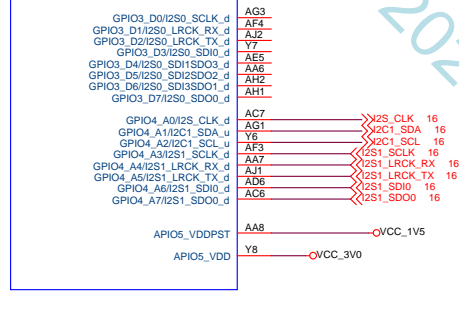 GPIO3_D0/I2S0_SCLK_d AG3
GPIO3_D1/I2S0_LRCK_RX_d AF4
GPIO3_D2/I2S0_LRCK_TX_d AJ2
GPIO3_D3/I2S0_SDI0_d Y7
GPIO3_D4/I2S0_SDI1SDO3_d AE5
GPIO3_D5/I2S0_SDI2SDO2_d AA6
GPIO3_D6/I2S0_SDI3SDO1_d AH2
GPIO3_D7/I2S0_SDO0_d AH1
GPIO4_A0/I2S_CLK_d AC7 I2S_CLK 16
GPIO4_A1/I2C1_SDA_u AG1 I2C1_SDA 16
GPIO4_A2/I2C1_SCL_u Y6 I2C1_SCL 16
GPIO4_A3/I2S1_SCLK_d AF3 I2S1_SCLK 16
GPIO4_A4/I2S1_LRCK_RX_d AA7 I2S1_LRCK_RX 16
GPIO4_A5/I2S1_LRCK_TX_d AJ1 I2S1_LRCK_TX 16
GPIO4_A6/I2S1_SDI0_d AD6 I2S1_SDI0 16
GPIO4_A7/I2S1_SDO0_d AC6 I2S1_SDO0 16
APIO5_VDDPST AA8 VCC_1V5
APIO5_VDD Y8 VCC_3V0